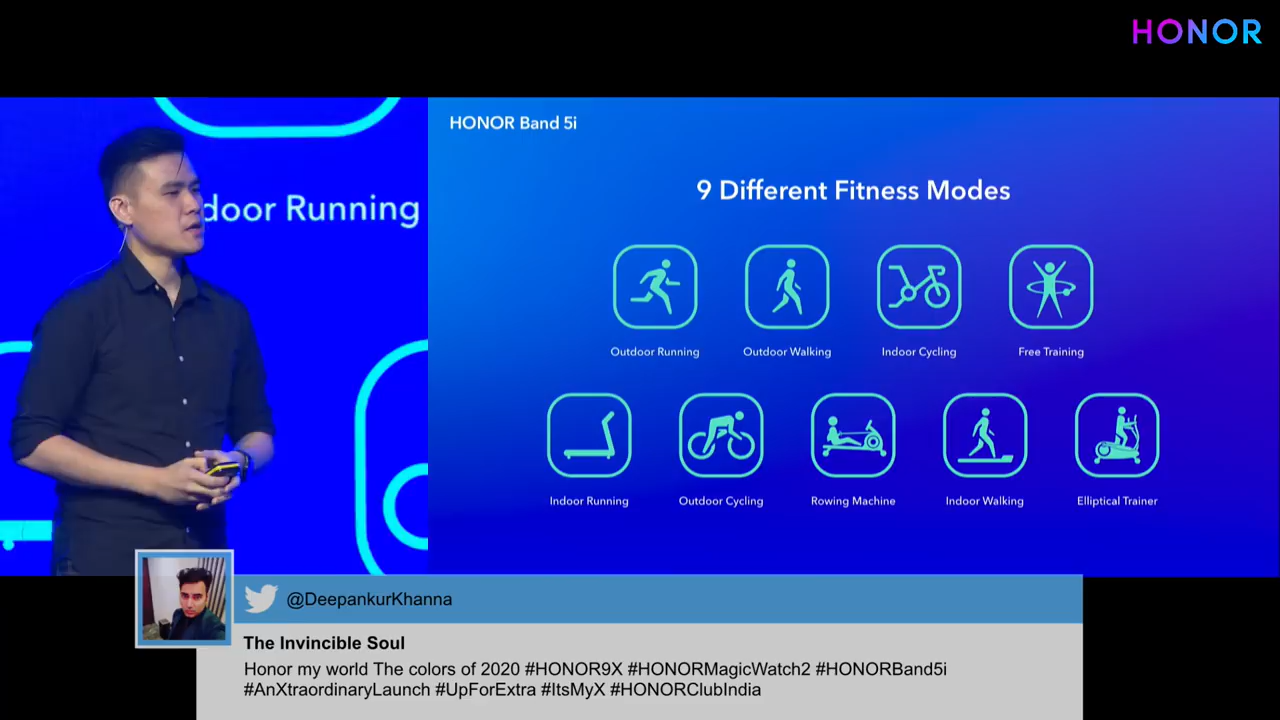 HONOR
HONOR Band 5i
9 Different Fitness Modes
door Running
Outdoor Running
Outdoor Walking
Indoor Cycling
Free Training
Indoor Running
Outdoor Cycling
Rowing Machine
Indoor Walking
Elliptical Trainer
@DeepankurKhanna
The Invincible Soul
Honor my world The colors of 2020 #HONOR9X #HONORMagicWatch2 #HONORBand5i
#AnXtraordinaryLaunch #UpForExtra #ItsMyX #HONORClubIndia